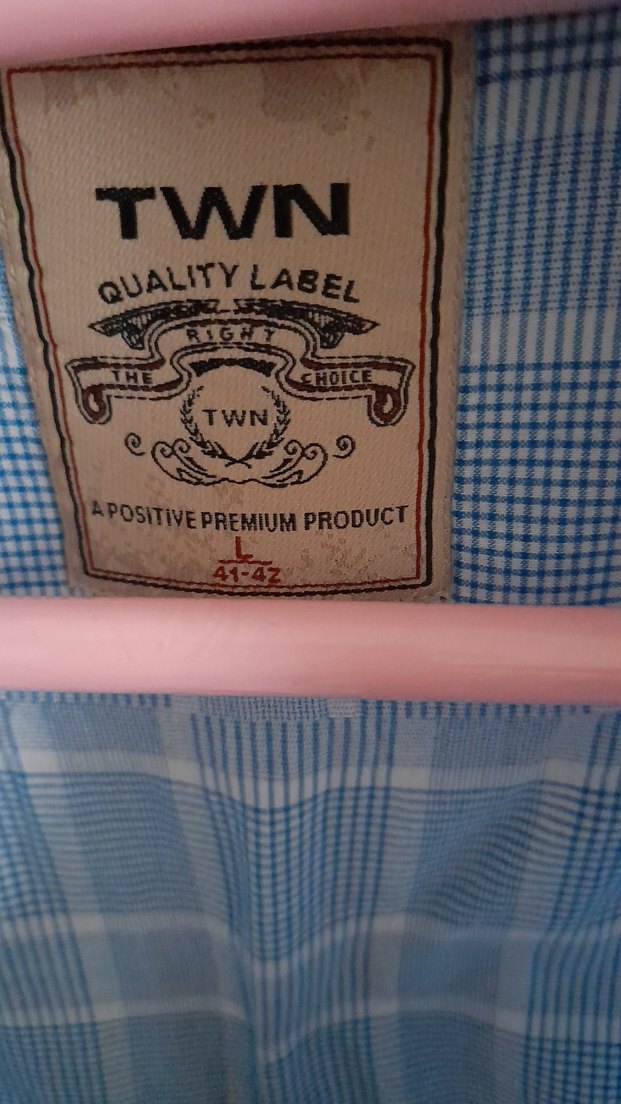 TWN
QUALITY LABEL
RIGHT
THE CHOICE
TWN
A POSITIVE PREMIUM PRODUCT
L
41-42